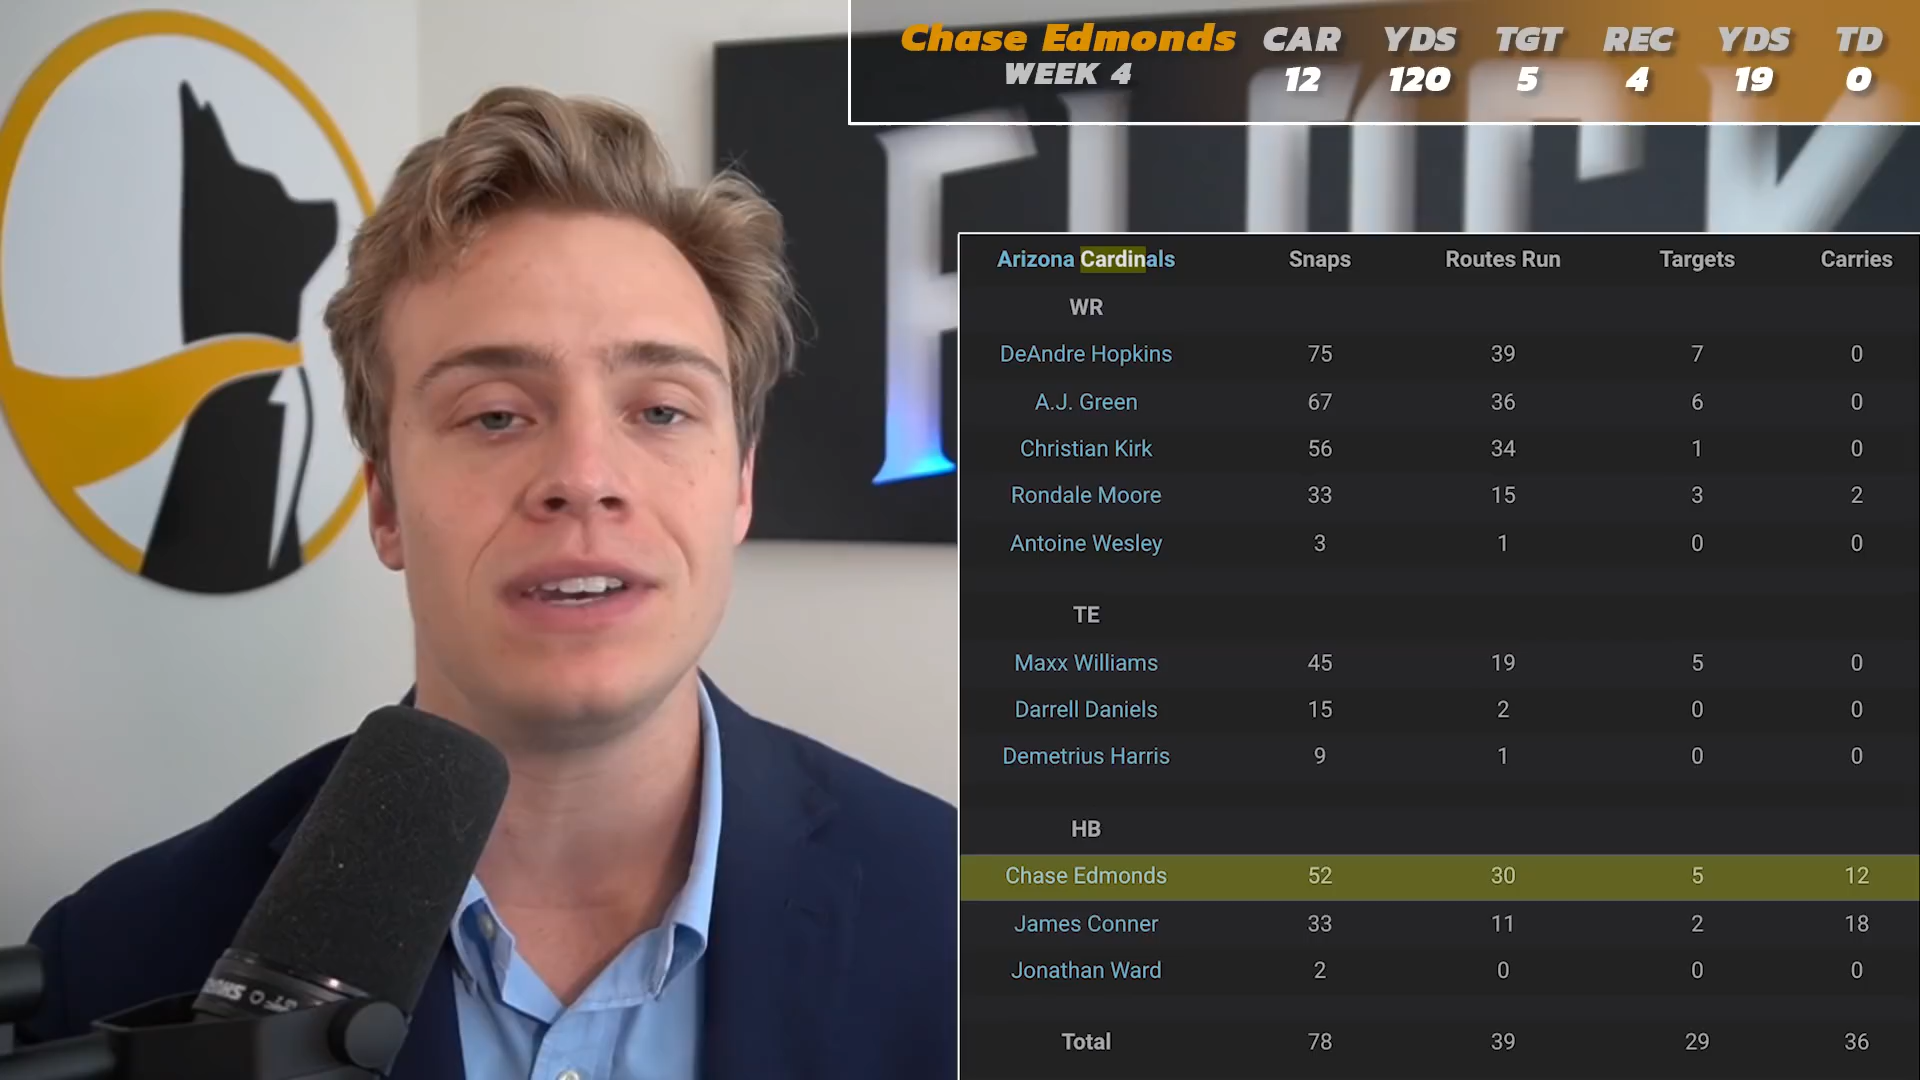 Chase Edmonds CAR YDS TGT REC YDS TD
WEEK 4 12 120 5 4 19 0
FLOCK
Arizona Cardinals Snaps Routes Run Targets Carries
WR
DeAndre Hopkins 75 39 7 0
A.J. Green 67 36 6 0
Christian Kirk 56 34 1 0
Rondale Moore 33 15 3 2
Antoine Wesley 3 1 0 0
TE
Maxx Williams 45 19 5 0
Darrell Daniels 15 2 0 0
Demetrius Harris 9 1 0 0
HB
Chase Edmonds 52 30 5 12
James Conner 33 11 2 18
Jonathan Ward 2 0 0 0
Total 78 39 29 36